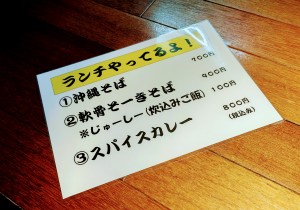 ランチやってるよ！
①沖縄そば 700円
②軟骨そーきそば 900円
※じゅーしー(炊込みご飯) 100円
③スパイスカレー 800円
(税込み)